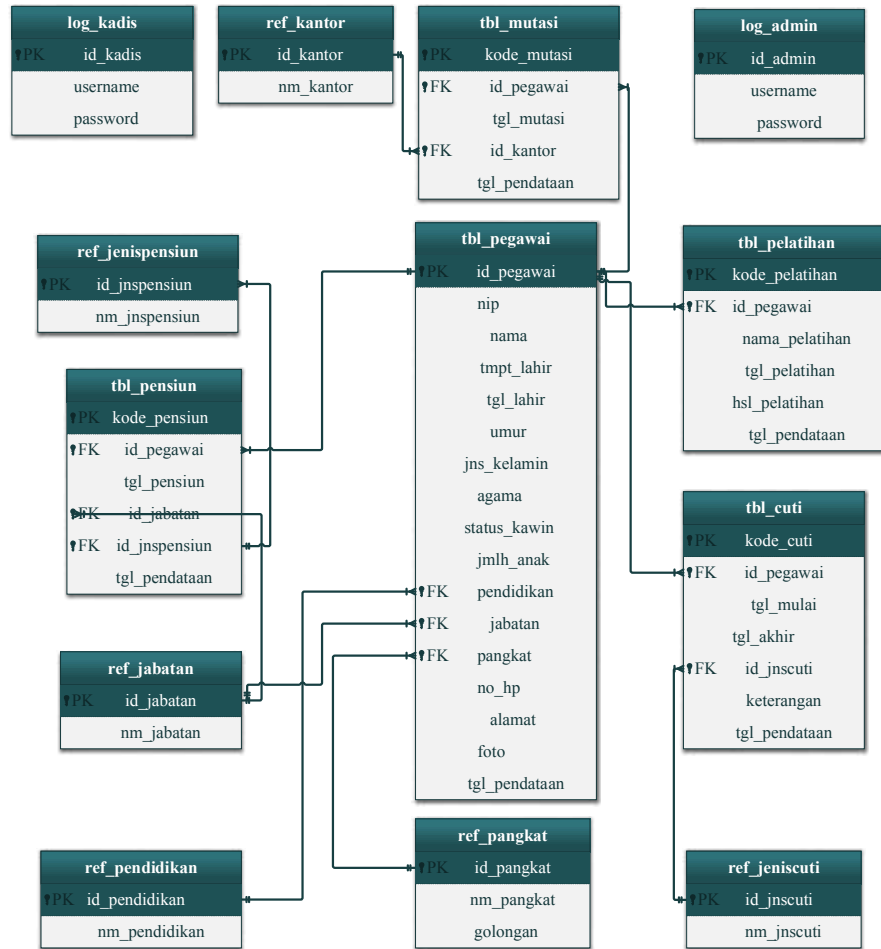 log_kadis
PK id_kadis
username
password
ref_kantor
PK id_kantor
nm_kantor
tbl_mutasi
PK kode_mutasi
FK id_pegawai
tgl_mutasi
FK id_kantor
tgl_pendataan
log_admin
PK id_admin
username
password
ref_jenispensiun
PK id_jnspensiun
nm_jnspensiun
tbl_pensiun
PK kode_pensiun
FK id_pegawai
tgl_pensiun
FK id_jabatan
FK id_jnspensiun
tgl_pendataan
ref_jabatan
PK id_jabatan
nm_jabatan
ref_pendidikan
PK id_pendidikan
nm_pendidikan
tbl_pegawai
PK id_pegawai
nip
nama
tmpt_lahir
tgl_lahir
umur
jns_kelamin
agama
status_kawin
jmlh_anak
FK pendidikan
FK jabatan
FK pangkat
no_hp
alamat
foto
tgl_pendataan
ref_pangkat
PK id_pangkat
nm_pangkat
golongan
tbl_pelatihan
PK kode_pelatihan
FK id_pegawai
nama_pelatihan
tgl_pelatihan
hsl_pelatihan
tgl_pendataan
tbl_cuti
PK kode_cuti
FK id_pegawai
tgl_mulai
tgl_akhir
FK id_jnscuti
keterangan
tgl_pendataan
ref_jeniscuti
PK id_jnscuti
nm_jnscuti